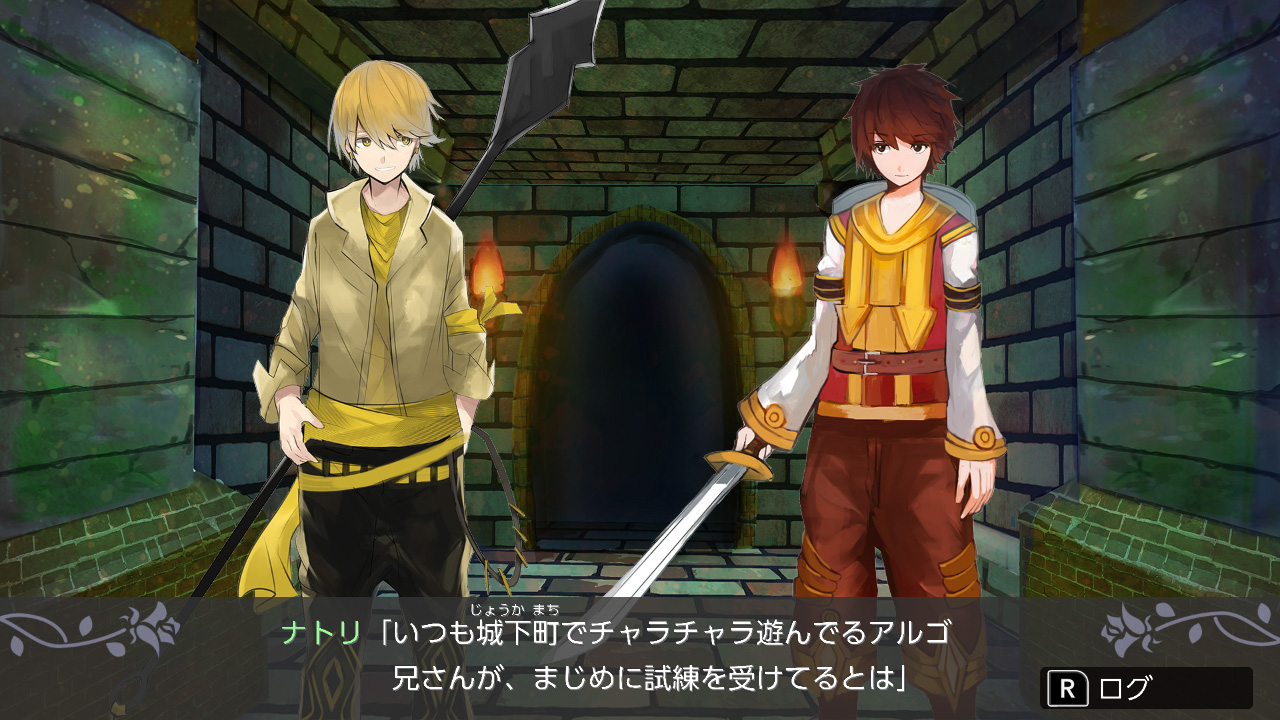 じょうか まち
ナトリ「いつも城下町でチャラチャラ遊んでるアルゴ
兄さんが、まじめに試練を受けてるとは」
R ログ